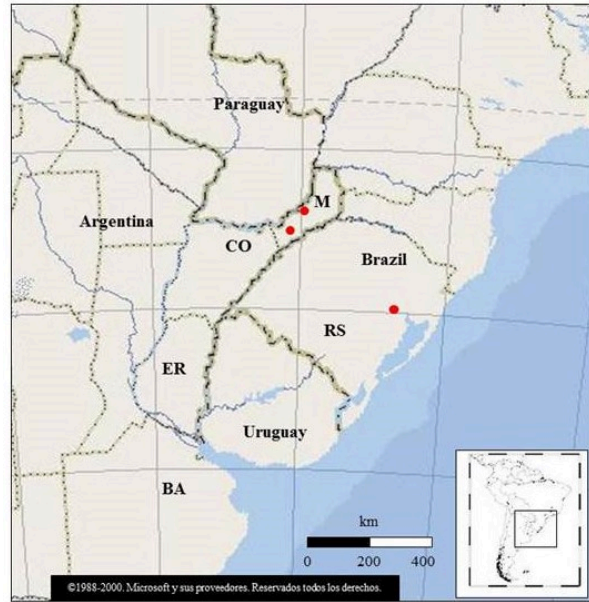 Paraguay
M
Argentina
CO
Brazil
RS
ER
Uruguay
BA
km
0 200 400
©1988-2000. Microsoft y sus proveedores. Reservados todos los derechos.